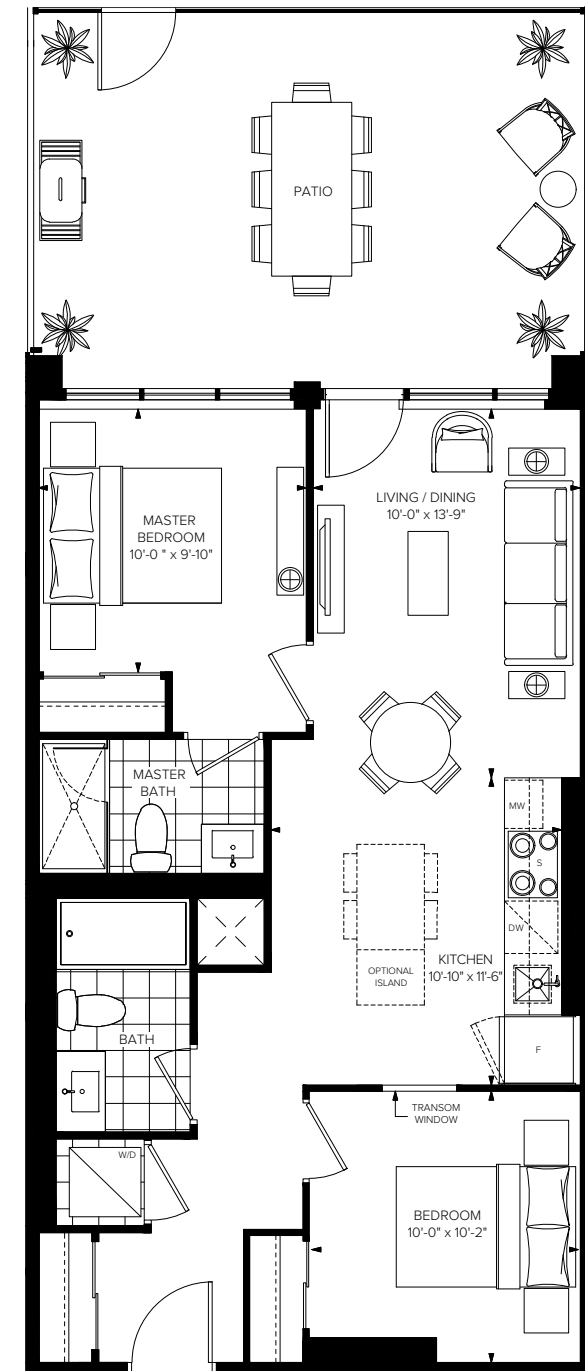 PATIO
LIVING / DINING
10'-0" x 13'-9"
MASTER
BEDROOM
10'-0 " x 9'-10"
MASTER
BATH
MW
S
DW
KITCHEN
10'-10" x 11'-6"
OPTIONAL
ISLAND
F
BATH
TRANSOM
WINDOW
W/D
BEDROOM
10'-0" x 10'-2"